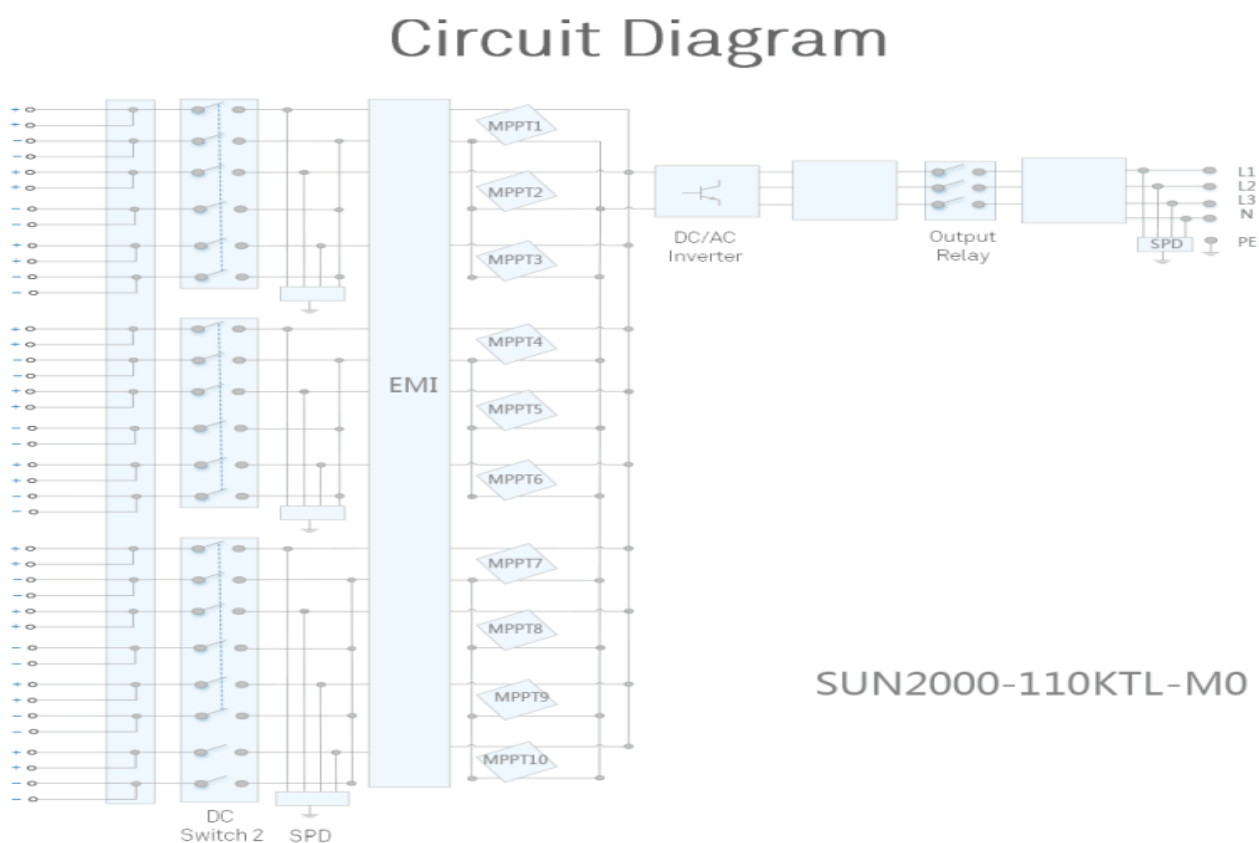 Circuit Diagram
MPPT1
MPPT2
MPPT3
MPPT4
MPPT5
MPPT6
MPPT7
MPPT8
MPPT9
MPPT10
EMI
DC/AC
Inverter
Output
Relay
L1
L2
L3
N
PE
SPD
SUN2000-110KTL-M0
DC
Switch 2
SPD